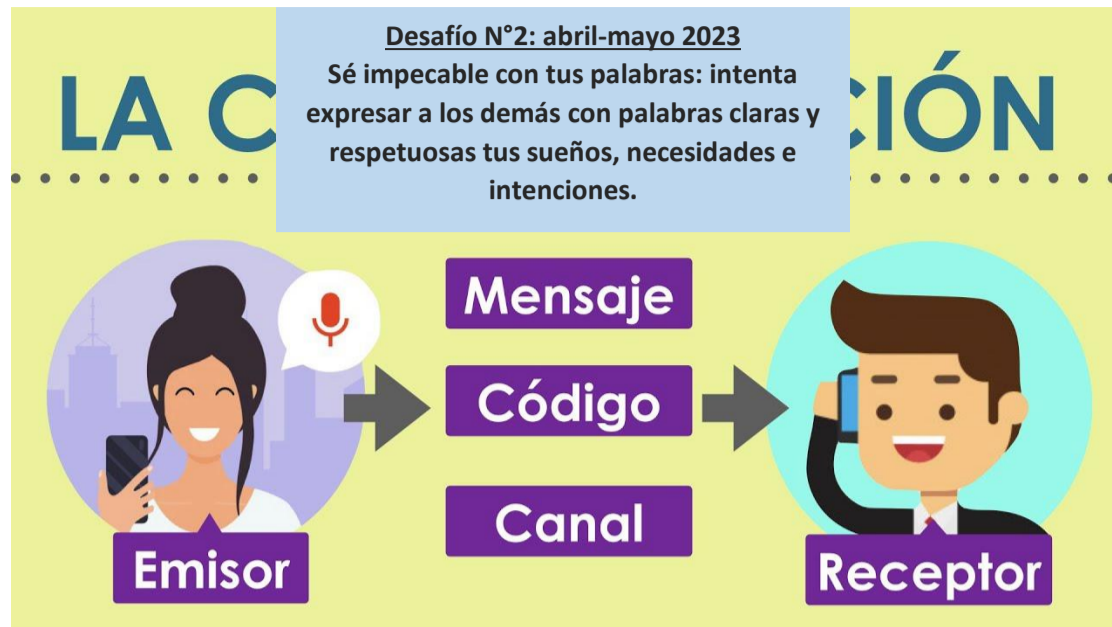 Desafío N°2: abril-mayo 2023
Sé impecable con tus palabras: intenta
expresar a los demás con palabras claras y
respetuosas tus sueños, necesidades e
intenciones.
LA C CIÓN
Mensaje
Código
Canal
Emisor
Receptor